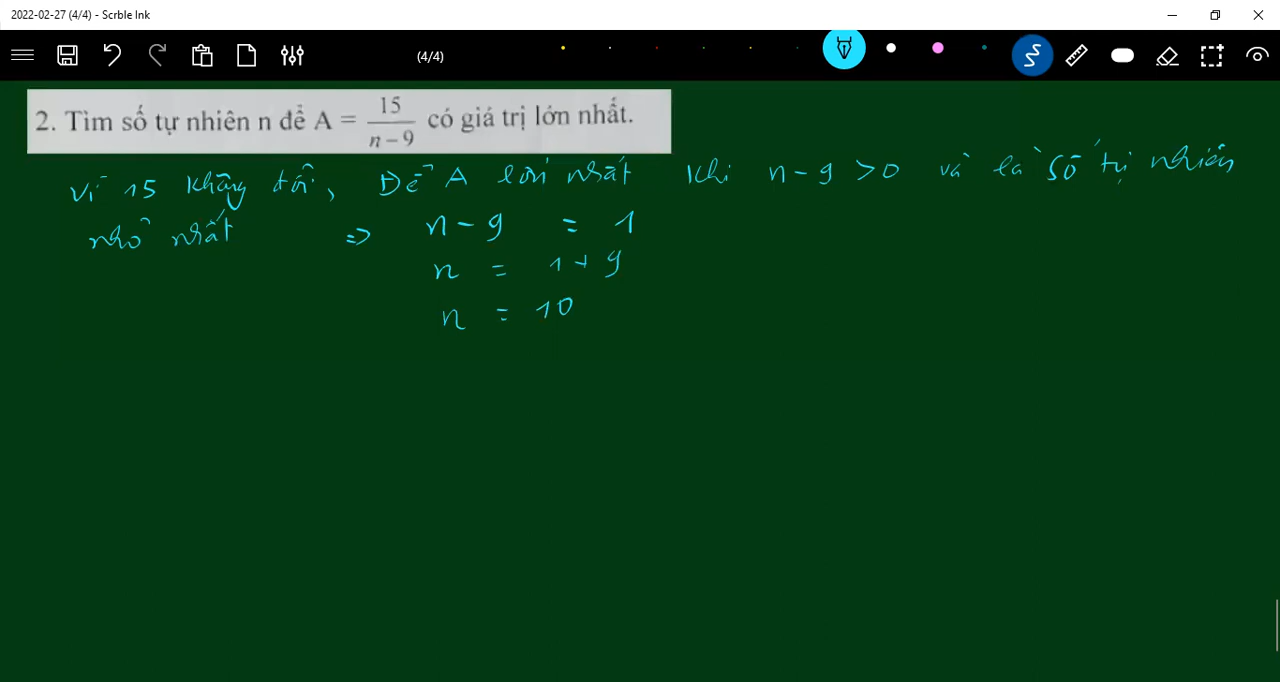 2022-02-27 (4/4) - Scrble Ink
(4/4)
2. Tìm số tự nhiên n để A = 15/(n – 9) có giá trị lớn nhất.
Vì 15 không đổi, Để A lớn nhất khi n - 9 > 0 và là số tự nhiên
nhỏ nhất => n - 9 = 1
n = 1 + 9
n = 10